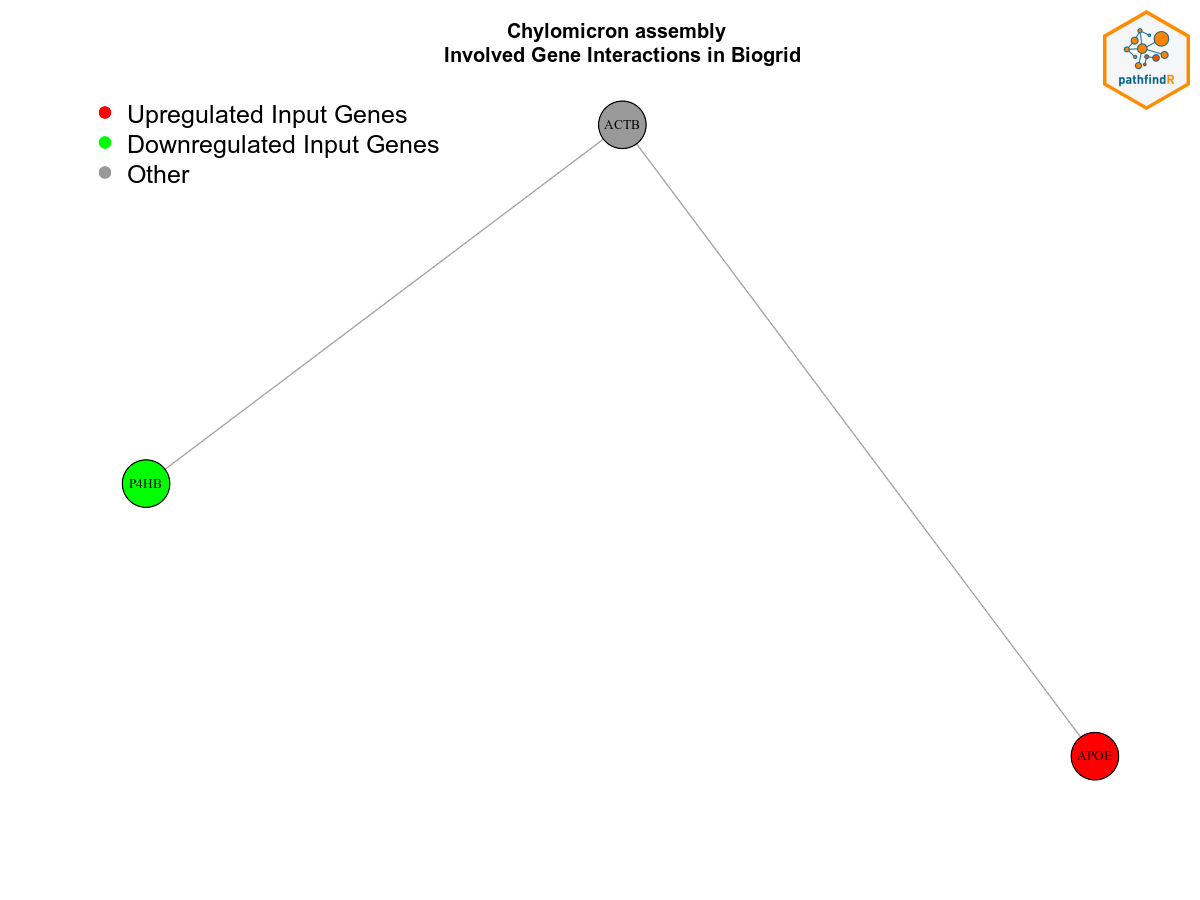 Chylomicron assembly
Involved Gene Interactions in Biogrid
pathfindR
Upregulated Input Genes
Downregulated Input Genes
Other
ACTB
P4HB
APOE